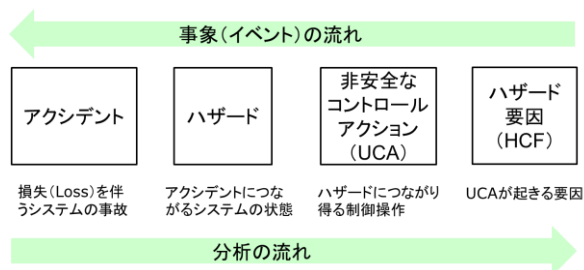 事象（イベント）の流れ
アクシデント
ハザード
非安全な
コントロール
アクション
（UCA）
ハザード
要因
（HCF）
損失（Loss）を伴
うシステムの事故
アクシデントにつな
がるシステムの状態
ハザードにつながり
得る制御操作
UCAが起きる要因
分析の流れ